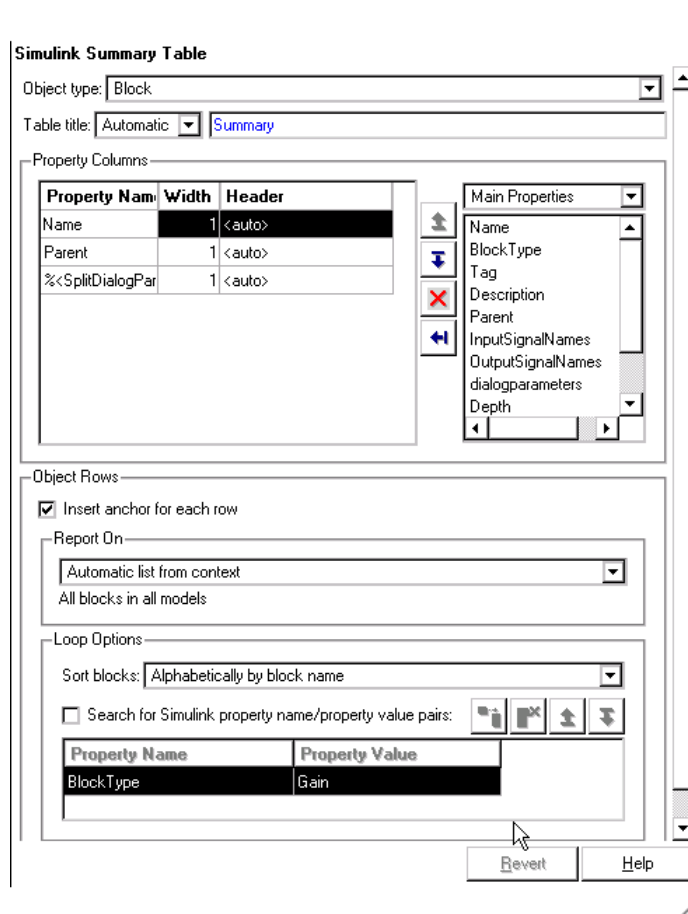 Simulink Summary Table
Object type: Block
Table title: Automatic Summary
Property Columns
Property Nam Width Header
Name 1 <auto>
Parent 1 <auto>
%<SplitDialogPar 1 <auto>
Main Properties
Name
BlockType
Tag
Description
Parent
InputSignalNames
OutputSignalNames
dialogparameters
Depth
Object Rows
Insert anchor for each row
Report On
Automatic list from context
All blocks in all models
Loop Options
Sort blocks: Alphabetically by block name
Search for Simulink property name/property value pairs:
Property Name Property Value
BlockType Gain
Revert Help